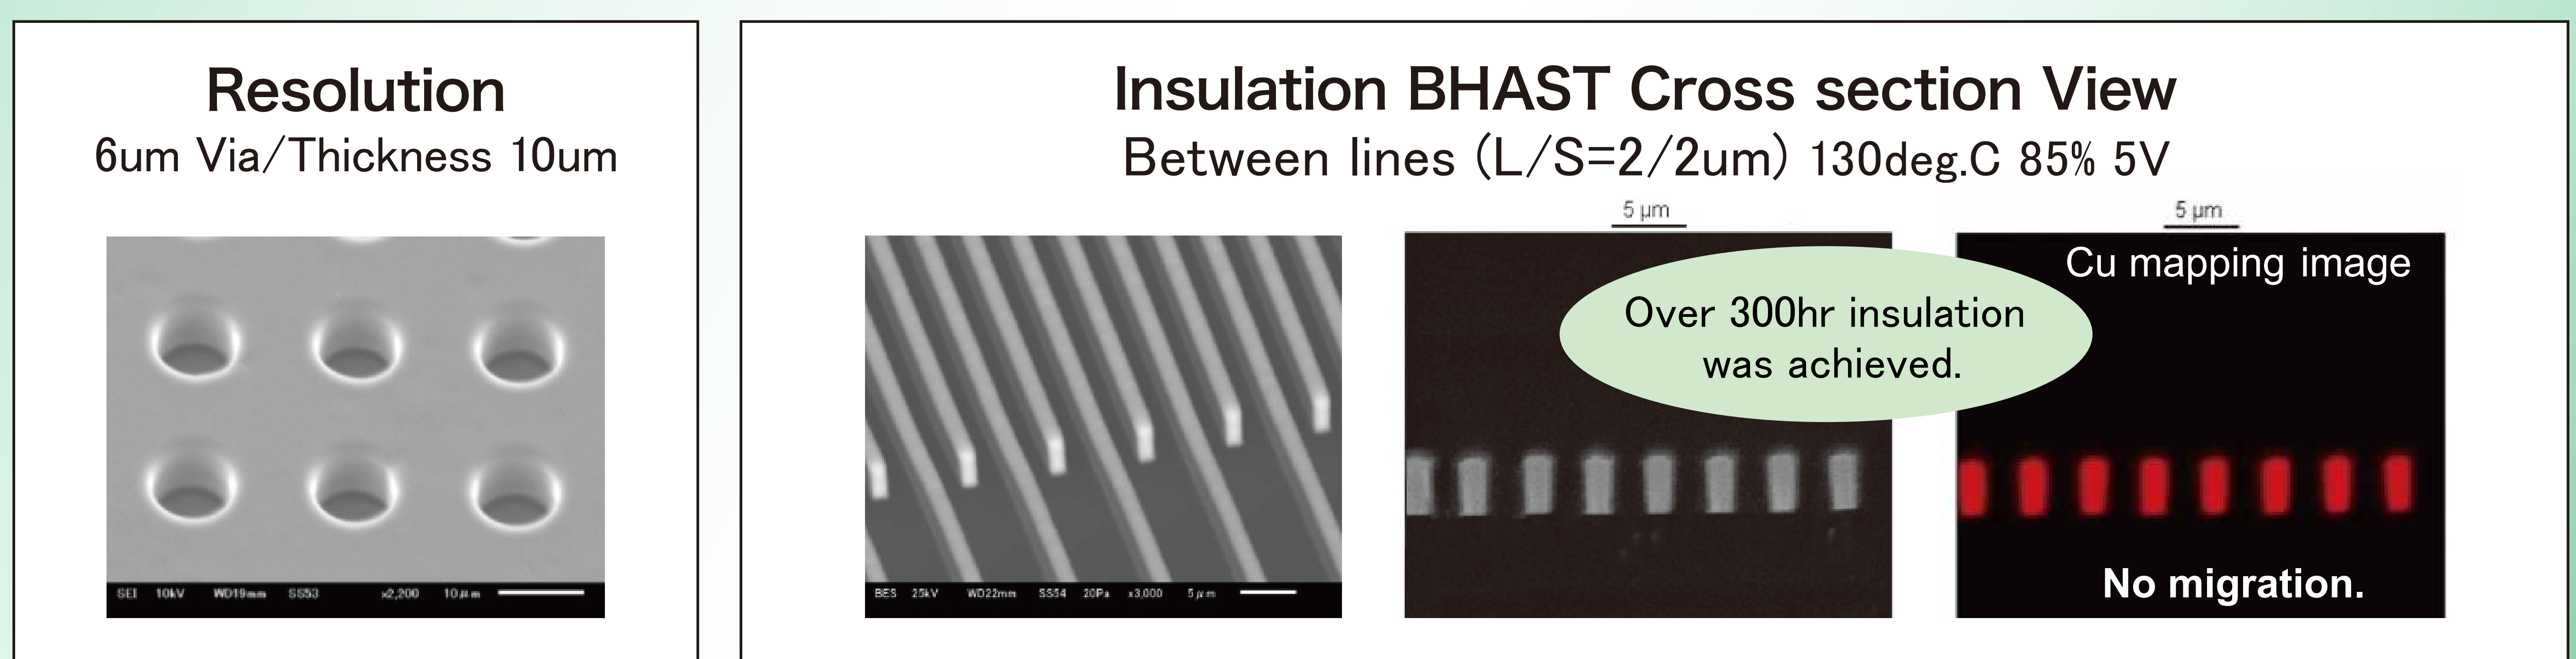 Resolution
6um Via/Thickness 10um
SEI 10kV WD19mm SS53 x2,200 10µm
Insulation BHAST Cross section View
Between lines (L/S=2/2um) 130deg.C 85% 5V
BES 25kV WD22mm SS54 20Pa x3,000 5µm
5 µm
Over 300hr insulation
was achieved.
5 µm
Cu mapping image
No migration.